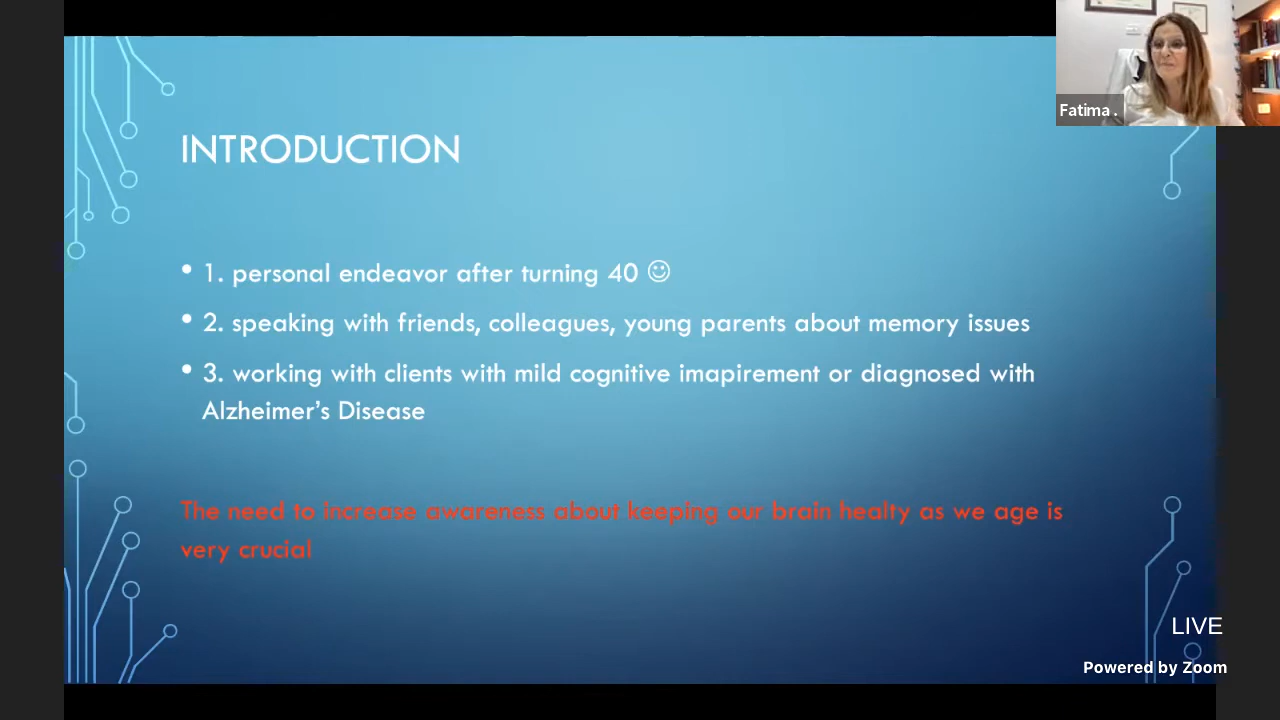 Fatima .
INTRODUCTION
• 1. personal endeavor after turning 40 ☺
• 2. speaking with friends, colleagues, young parents about memory issues
• 3. working with clients with mild cognitive imapirement or diagnosed with
Alzheimer's Disease
The need to increase awareness about keeping our brain healty as we age is
very crucial
LIVE
Powered by Zoom